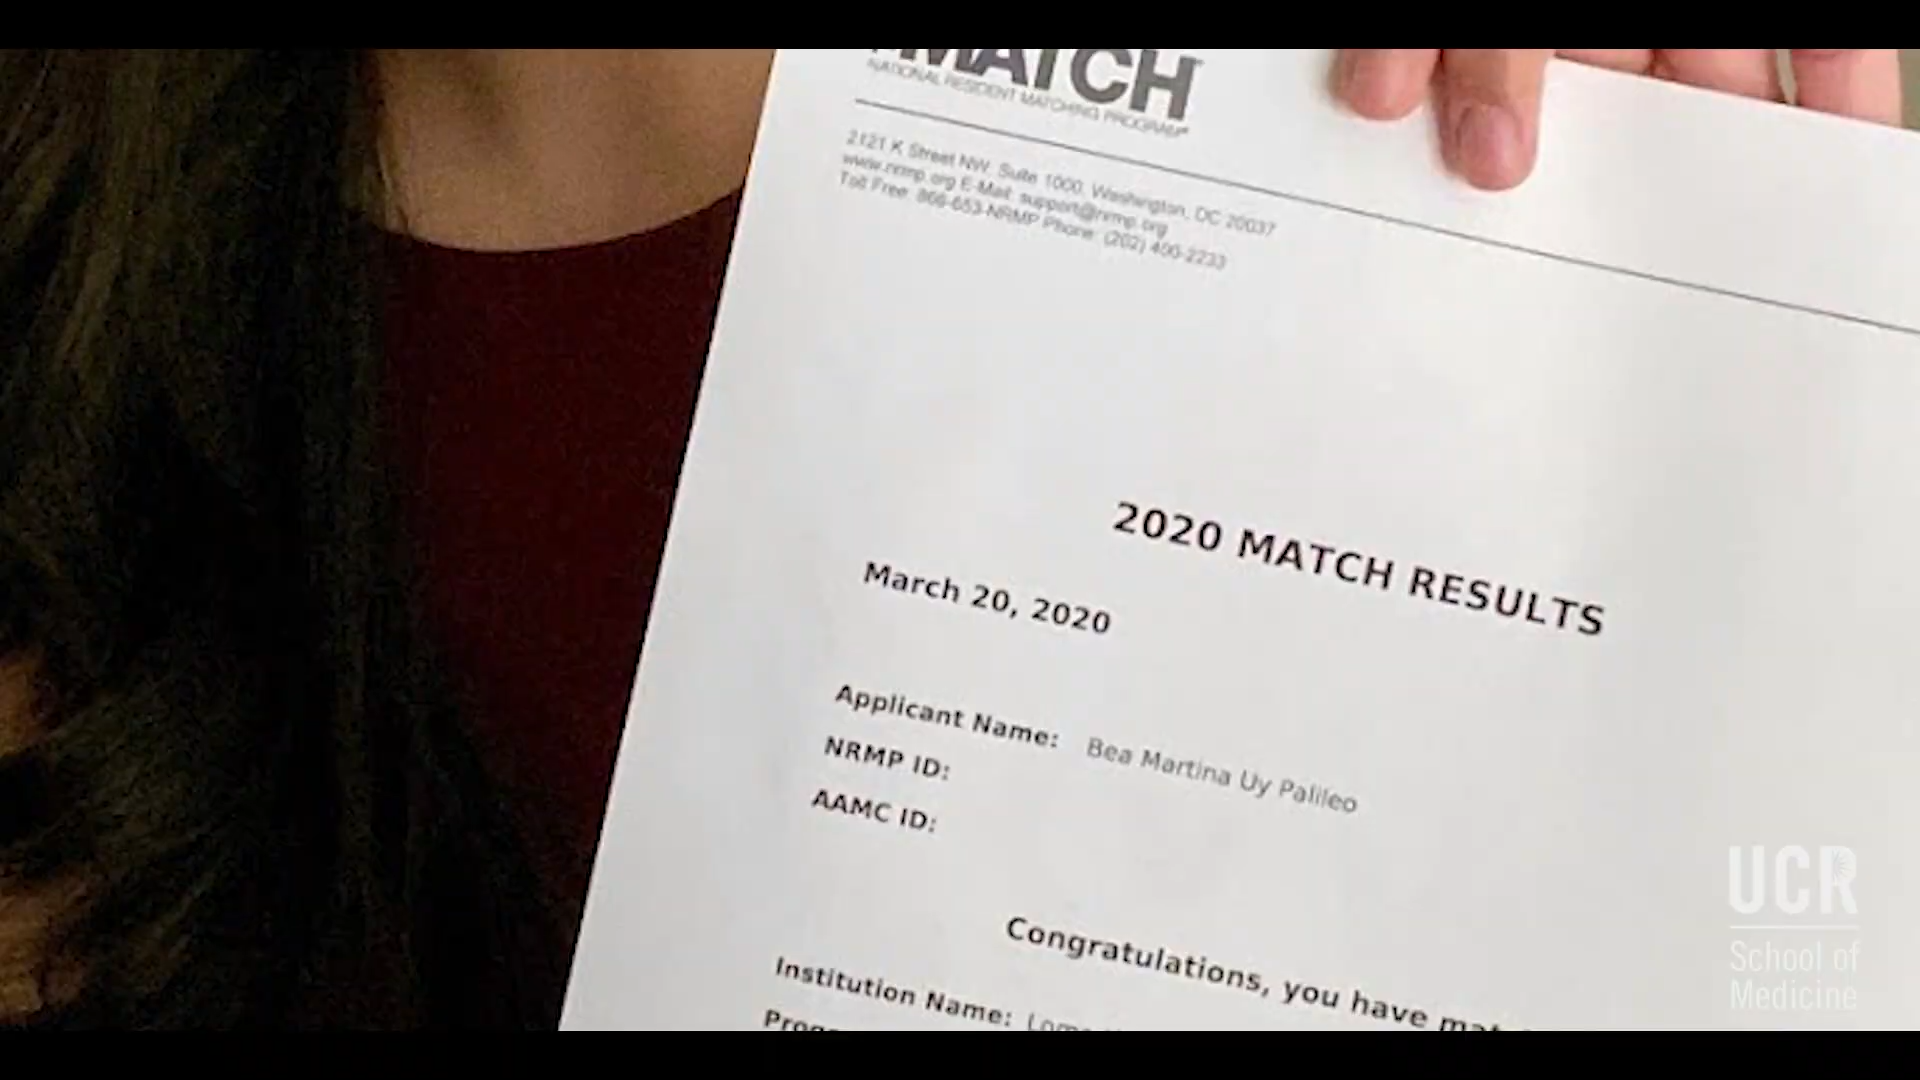 MATCH
NATIONAL RESIDENT MATCHING PROGRAM®
2121 K Street NW, Suite 1000, Washington, DC 20037
www.nrmp.org E-Mail: support@nrmp.org
Toll Free: 866-653-NRMP Phone: (202) 400-2233
2020 MATCH RESULTS
March 20, 2020
Applicant Name: Bea Martina Uy Palileo
NRMP ID:
AAMC ID:
Congratulations, you have
Institution Name:
UCR
School of
Medicine